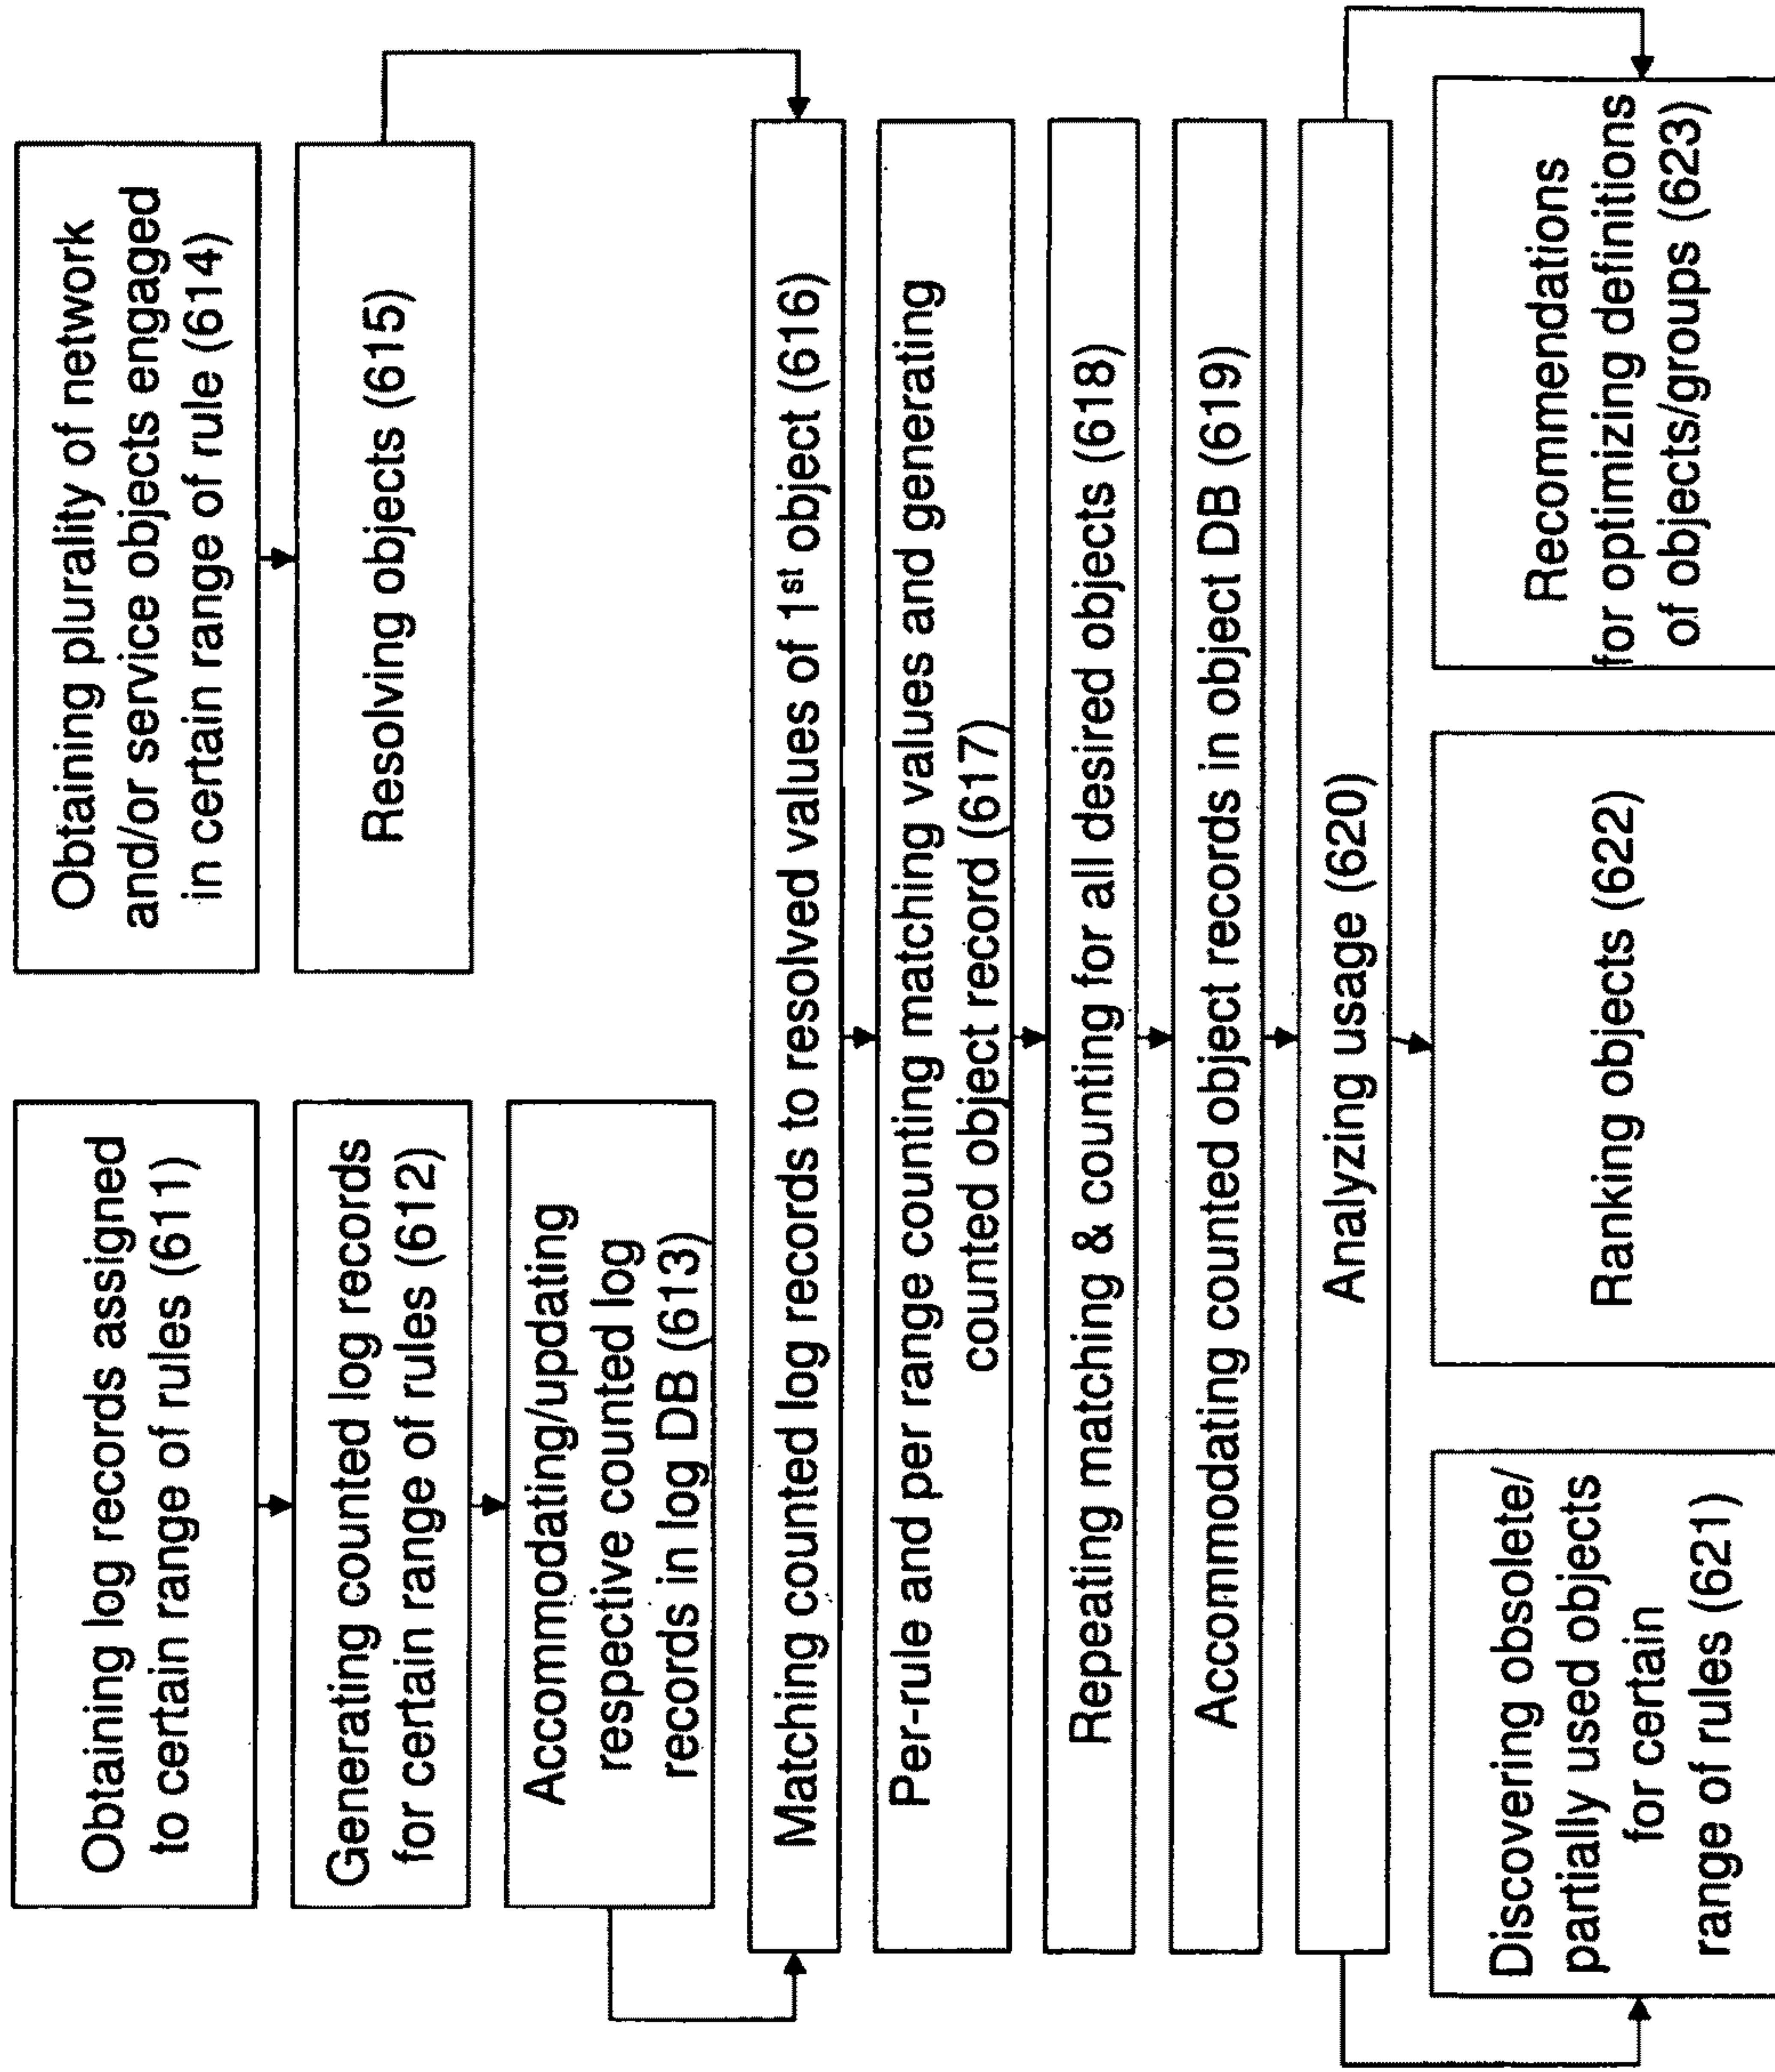 Obtaining log records assigned
to certain range of rules (611)
Generating counted log records
for certain range of rules (612)
Accommodating/updating
respective counted log
records in log DB (613)
Obtaining plurality of network
and/or service objects engaged
in certain range of rule (614)
Resolving objects (615)
Matching counted log records to resolved values of 1st object (616)
Per-rule and per range counting matching values and generating
counted object record (617)
Repeating matching & counting for all desired objects (618)
Accommodating counted object records in object DB (619)
Analyzing usage (620)
Discovering obsolete/
partially used objects
for certain
range of rules (621)
Ranking objects (622)
Recommendations
for optimizing definitions
of objects/groups (623)